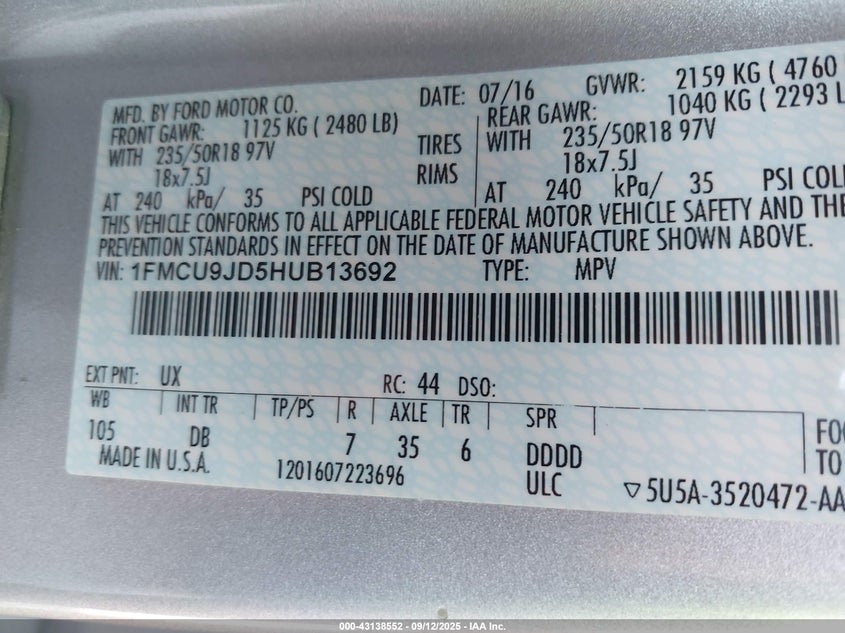 MFD. BY FORD MOTOR CO. DATE: 07/16 GVWR: 2159 KG ( 4760
FRONT GAWR: 1125 KG ( 2480 LB) REAR GAWR: 1040 KG ( 2293 L
WITH 235/50R18 97V TIRES WITH 235/50R18 97V
18x7.5J RIMS 18x7.5J
AT 240 kPa/ 35 PSI COLD AT 240 kPa/ 35 PSI COL
THIS VEHICLE CONFORMS TO ALL APPLICABLE FEDERAL MOTOR VEHICLE SAFETY AND THE
PREVENTION STANDARDS IN EFFECT ON THE DATE OF MANUFACTURE SHOWN ABOVE.
VIN: 1FMCU9JD5HUB13692 TYPE: MPV
EXT PNT: UX RC: 44 DSO:
WB INT TR TP/PS R AXLE TR SPR
105 DB 7 35 6 DDDD FO
MADE IN U.S.A. 1201607223696 ULC TO
▽5U5A-3520472-AA
000-43138552 - 09/12/2025 - IAA Inc.